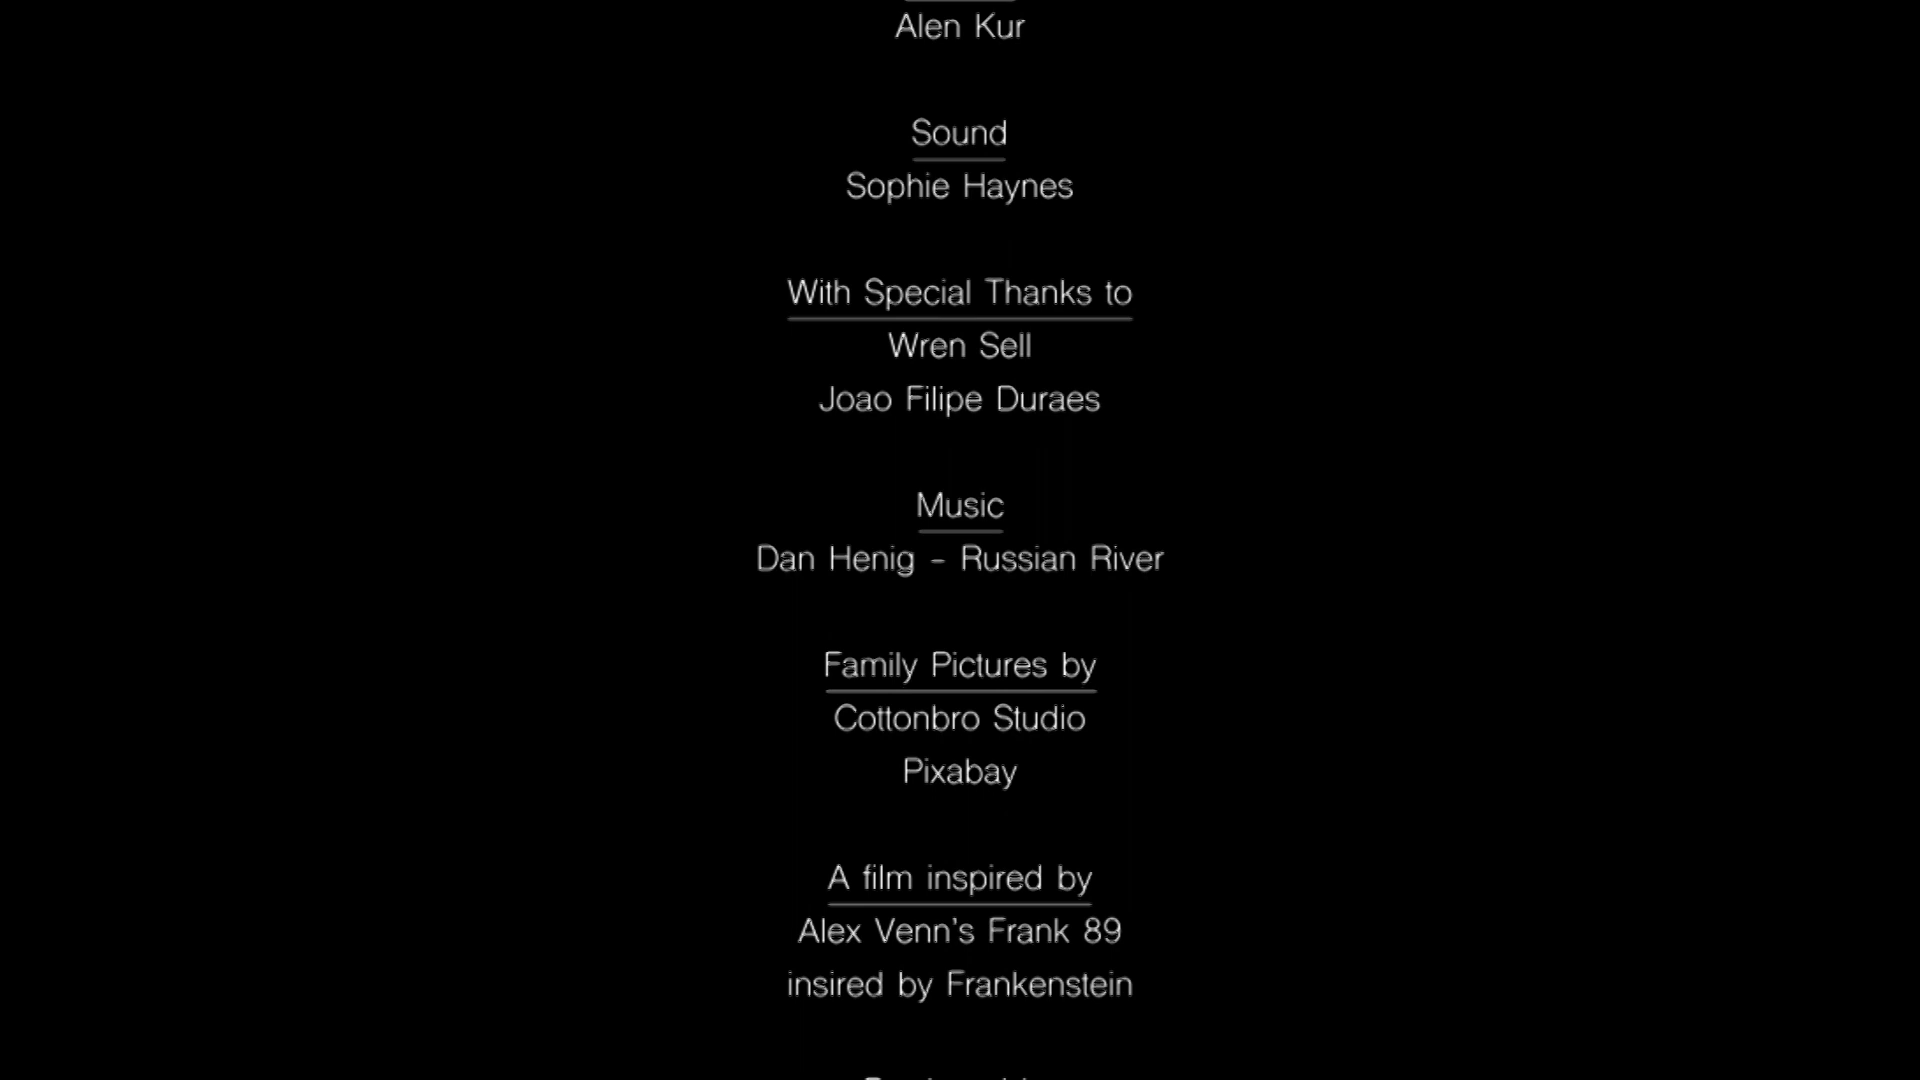 Alen Kur
Sound
Sophie Haynes
With Special Thanks to
Wren Sell
Joao Filipe Duraes
Music
Dan Henig - Russian River
Family Pictures by
Cottonbro Studio
Pixabay
A film inspired by
Alex Venn's Frank 89
insired by Frankenstein